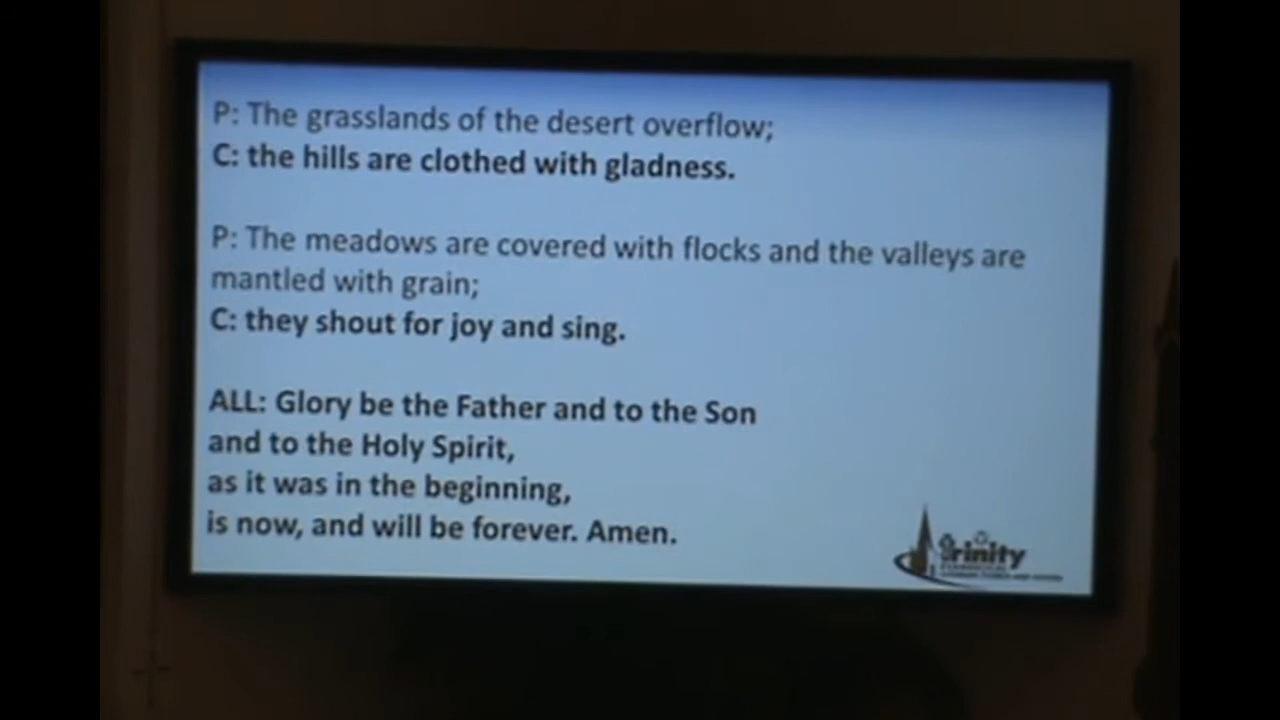 P: The grasslands of the desert overflow;
C: the hills are clothed with gladness.
P: The meadows are covered with flocks and the valleys are
mantled with grain;
C: they shout for joy and sing.
ALL: Glory be the Father and to the Son
and to the Holy Spirit,
as it was in the beginning,
is now, and will be forever. Amen.
Trinity